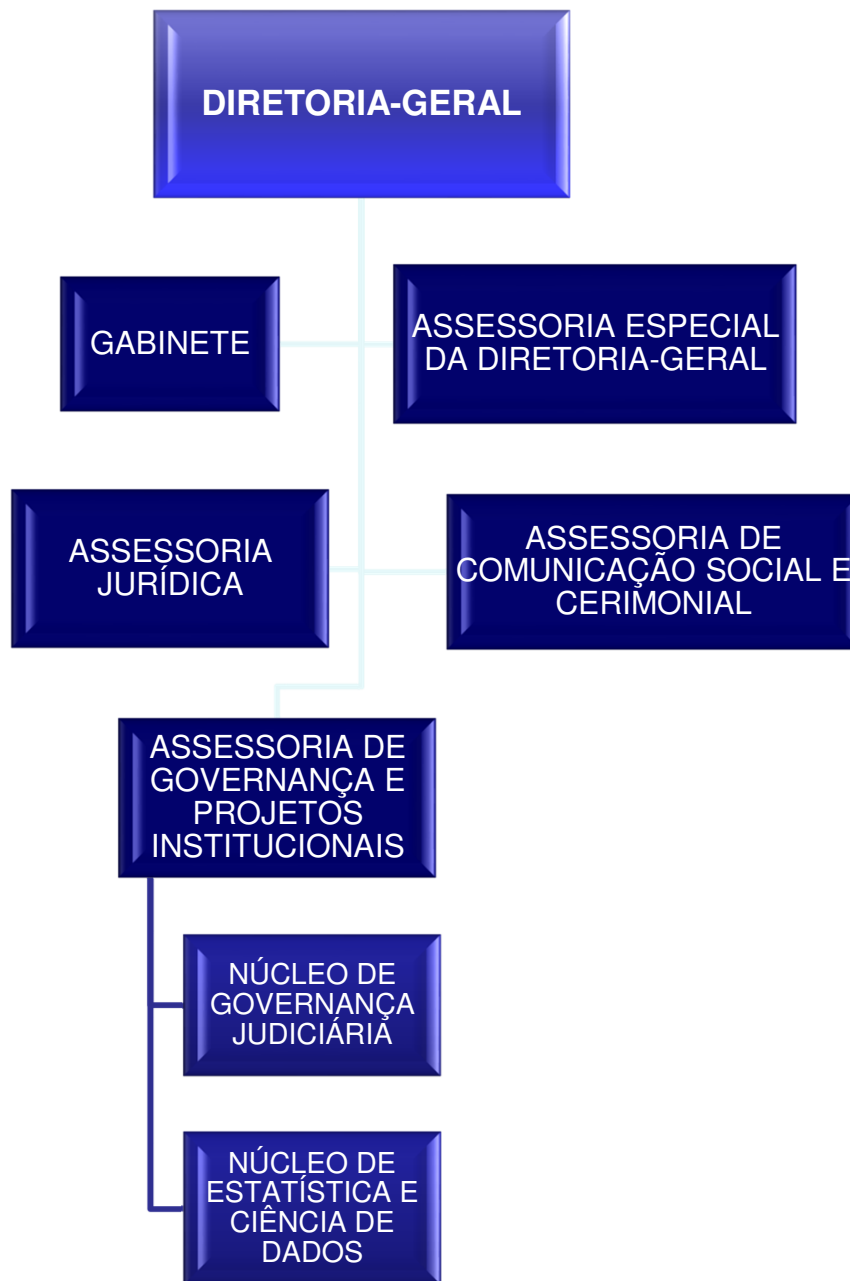 DIRETORIA-GERAL
GABINETE
ASSESSORIA ESPECIAL
DA DIRETORIA-GERAL
ASSESSORIA
JURÍDICA
ASSESSORIA DE
COMUNICAÇÃO SOCIAL E
CERIMONIAL
ASSESSORIA DE
GOVERNANÇA E
PROJETOS
INSTITUCIONAIS
NÚCLEO DE
GOVERNANÇA
JUDICIÁRIA
NÚCLEO DE
ESTATÍSTICA E
CIÊNCIA DE
DADOS